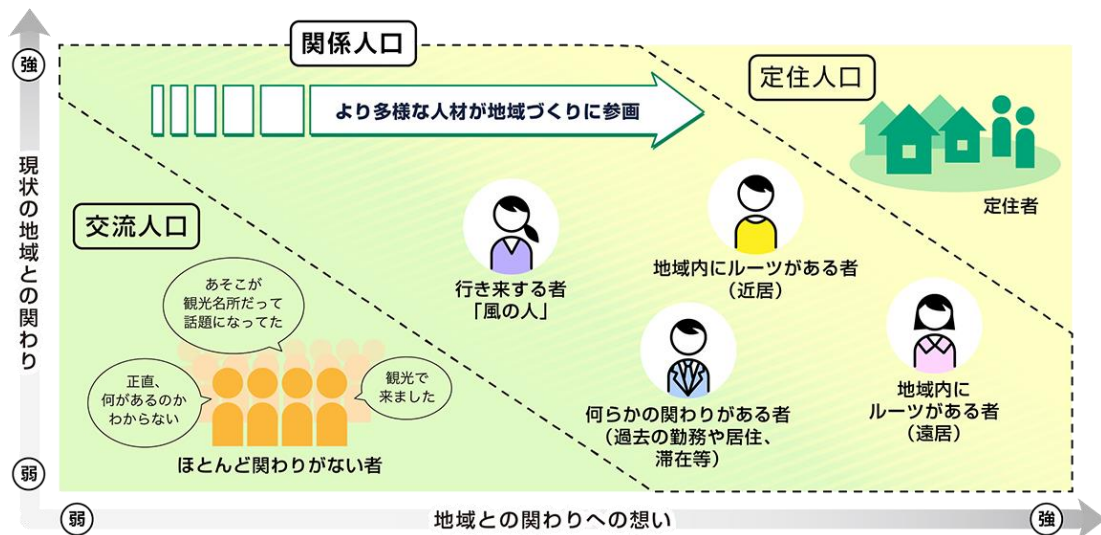 強
関係人口
より多様な人材が地域づくりに参画
定住人口
定住者
現状の地域との関わり
交流人口
あそこが
観光名所だって
話題になってた
正直、
何があるのか
わからない
観光で
来ました
ほとんど関わりがない者
行き来する者
「風の人」
地域内にルーツがある者
（近居）
何らかの関わりがある者
（過去の勤務や居住、
滞在等）
地域内に
ルーツがある者
（遠居）
弱
弱
地域との関わりへの想い
強